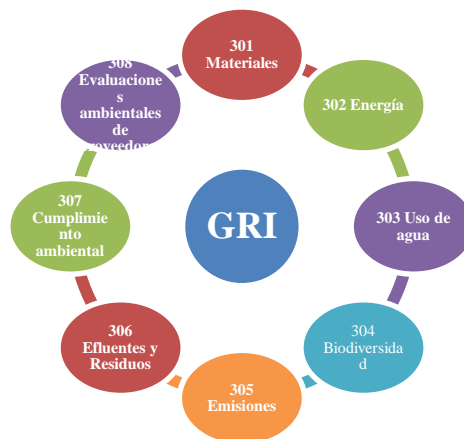 301
Materiales
302 Energía
303 Uso de
agua
304
Biodiversida
d
305
Emisiones
306
Efluentes y
Residuos
307
Cumplimie
nto
ambiental
308
Evaluacione
s
ambientales
de
GRI